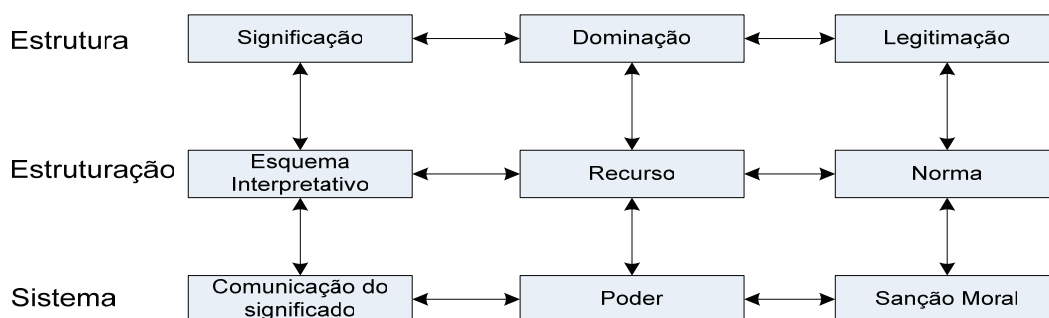 Estrutura
Significação
Dominação
Legitimação
Estruturação
Esquema
Interpretativo
Recurso
Norma
Sistema
Comunicação do
significado
Poder
Sanção Moral